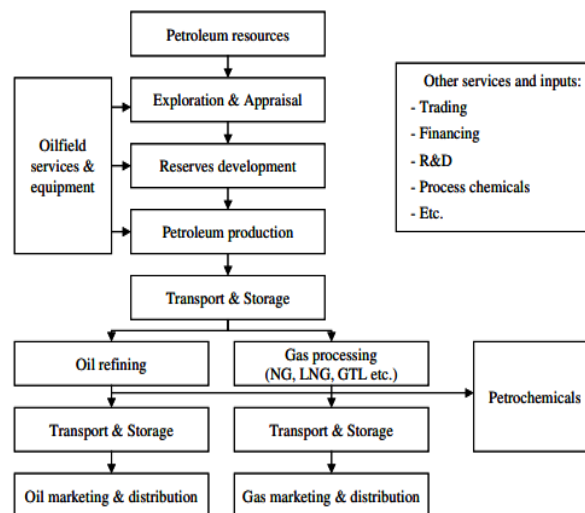 Petroleum resources
Exploration & Appraisal
Oilfield
services &
equipment
Reserves development
Petroleum production
Transport & Storage
Other services and inputs:
- Trading
- Financing
- R&D
- Process chemicals
- Etc.
Oil refining
Gas processing
(NG, LNG, GTL etc.)
Petrochemicals
Transport & Storage
Transport & Storage
Oil marketing & distribution
Gas marketing & distribution